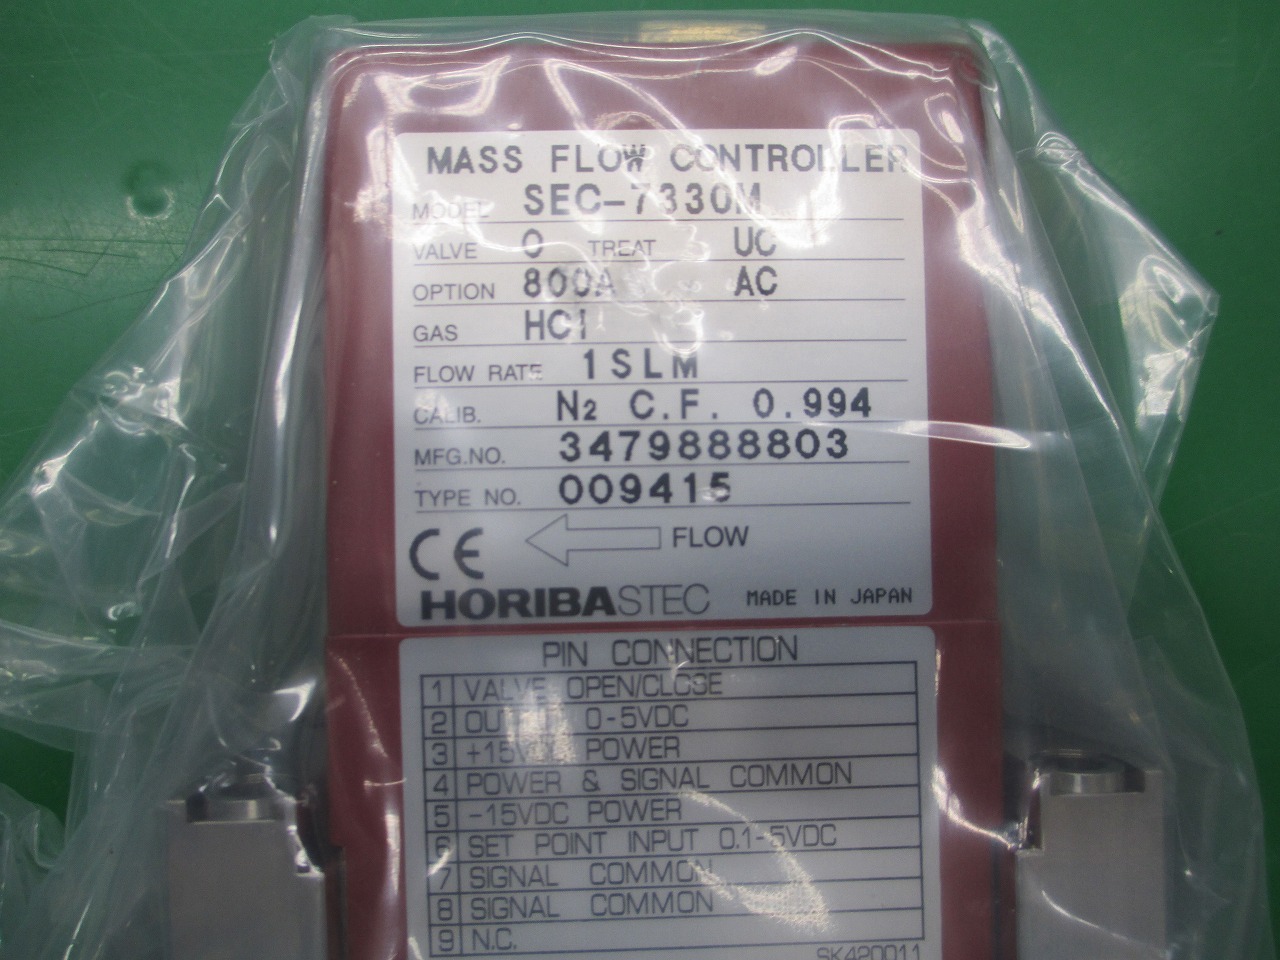 MASS FLOW CONTROLLER
MODEL SEC-7330M
VALVE O TREAT UC
OPTION 800A AC
GAS HCl
FLOW RATE 1SLM
CALIB. N2 C.F. 0.994
MFG.NO. 3479888803
TYPE NO. 009415
CE FLOW
HORIBASTEC MADE IN JAPAN
PIN CONNECTION
1 VALVE OPEN/CLOSE
2 OUTPUT 0-5VDC
3 +15VDC POWER
4 POWER & SIGNAL COMMON
5 -15VDC POWER
6 SET POINT INPUT 0.1-5VDC
7 SIGNAL COMMON
8 SIGNAL COMMON
9 N.C.
SK420011